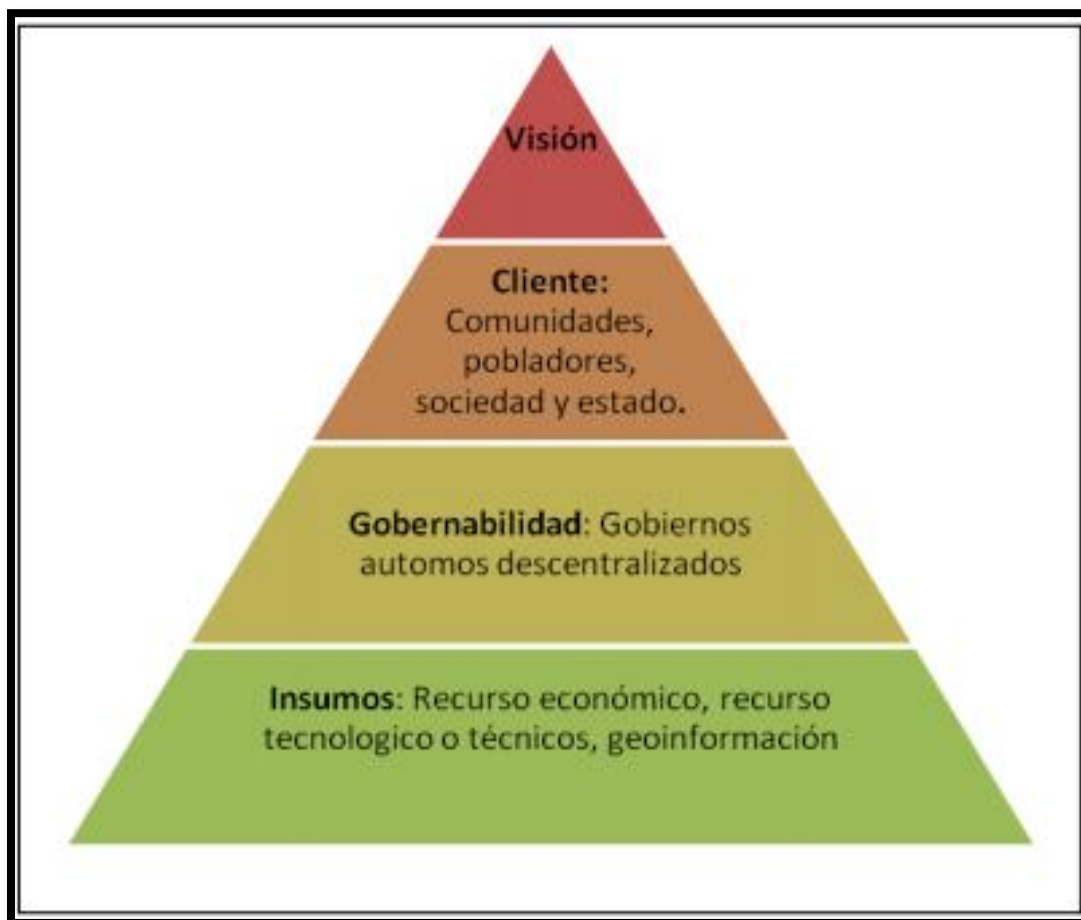 Visión
Cliente:
Comunidades,
pobladores,
sociedad y estado.
Gobernabilidad: Gobiernos
automos descentralizados
Insumos: Recurso económico, recurso
tecnologico o técnicos, geoinformación